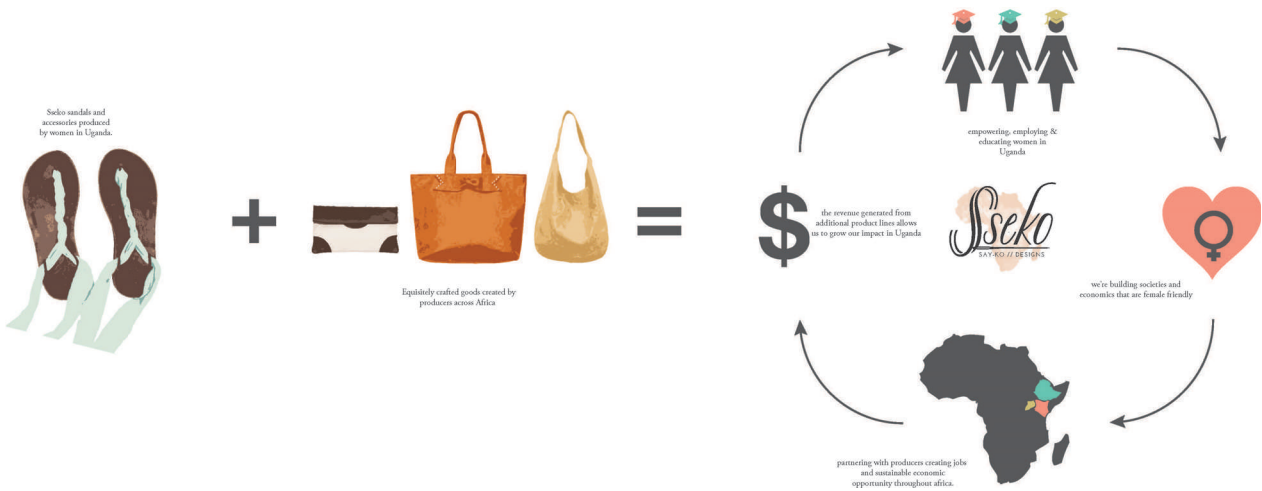 Sseko sandals and
accessories produced
by women in Uganda.
+
Equisitely crafted goods created by
producers across Africa
=
$
the revenue generated from
additional product lines allows
us to grow our impact in Uganda
empowering, employing &
educating women in
Uganda
Sseko
SAY-KO // DESIGNS
we're building societies and
economics that are female friendly
partnering with producers creating jobs
and sustainable economic
opportunity throughout africa.